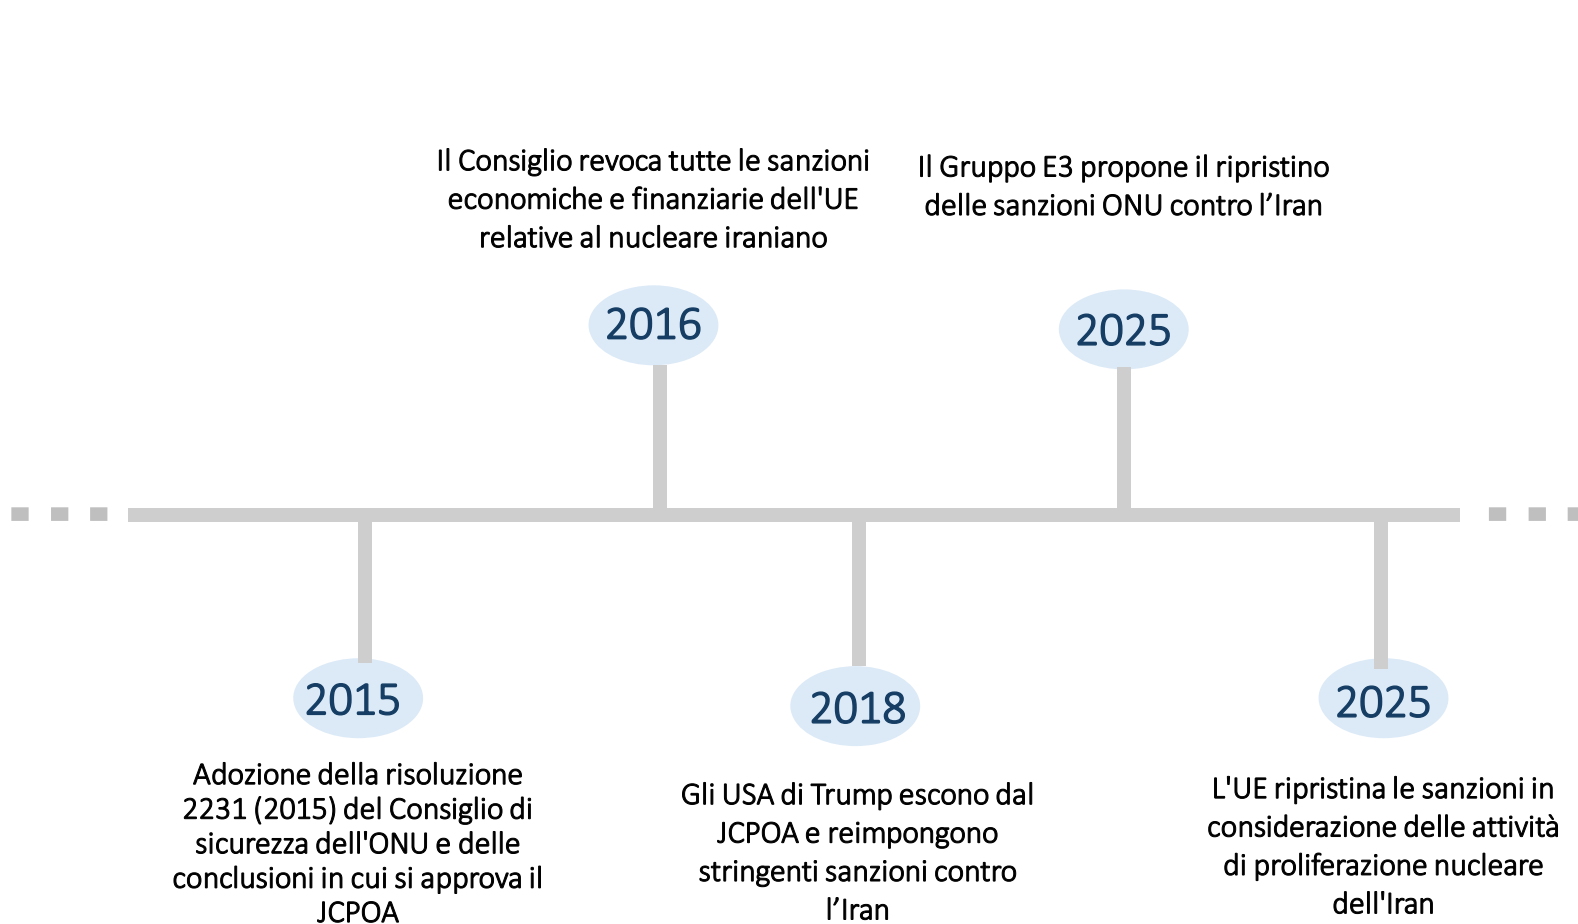 Il Consiglio revoca tutte le sanzioni
economiche e finanziarie dell'UE
relative al nucleare iraniano
Il Gruppo E3 propone il ripristino
delle sanzioni ONU contro l’Iran
2016
2025
2015
Adozione della risoluzione
2231 (2015) del Consiglio di
sicurezza dell'ONU e delle
conclusioni in cui si approva il
JCPOA
2018
Gli USA di Trump escono dal
JCPOA e reimpongono
stringenti sanzioni contro
l’Iran
2025
L'UE ripristina le sanzioni in
considerazione delle attività
di proliferazione nucleare
dell'Iran